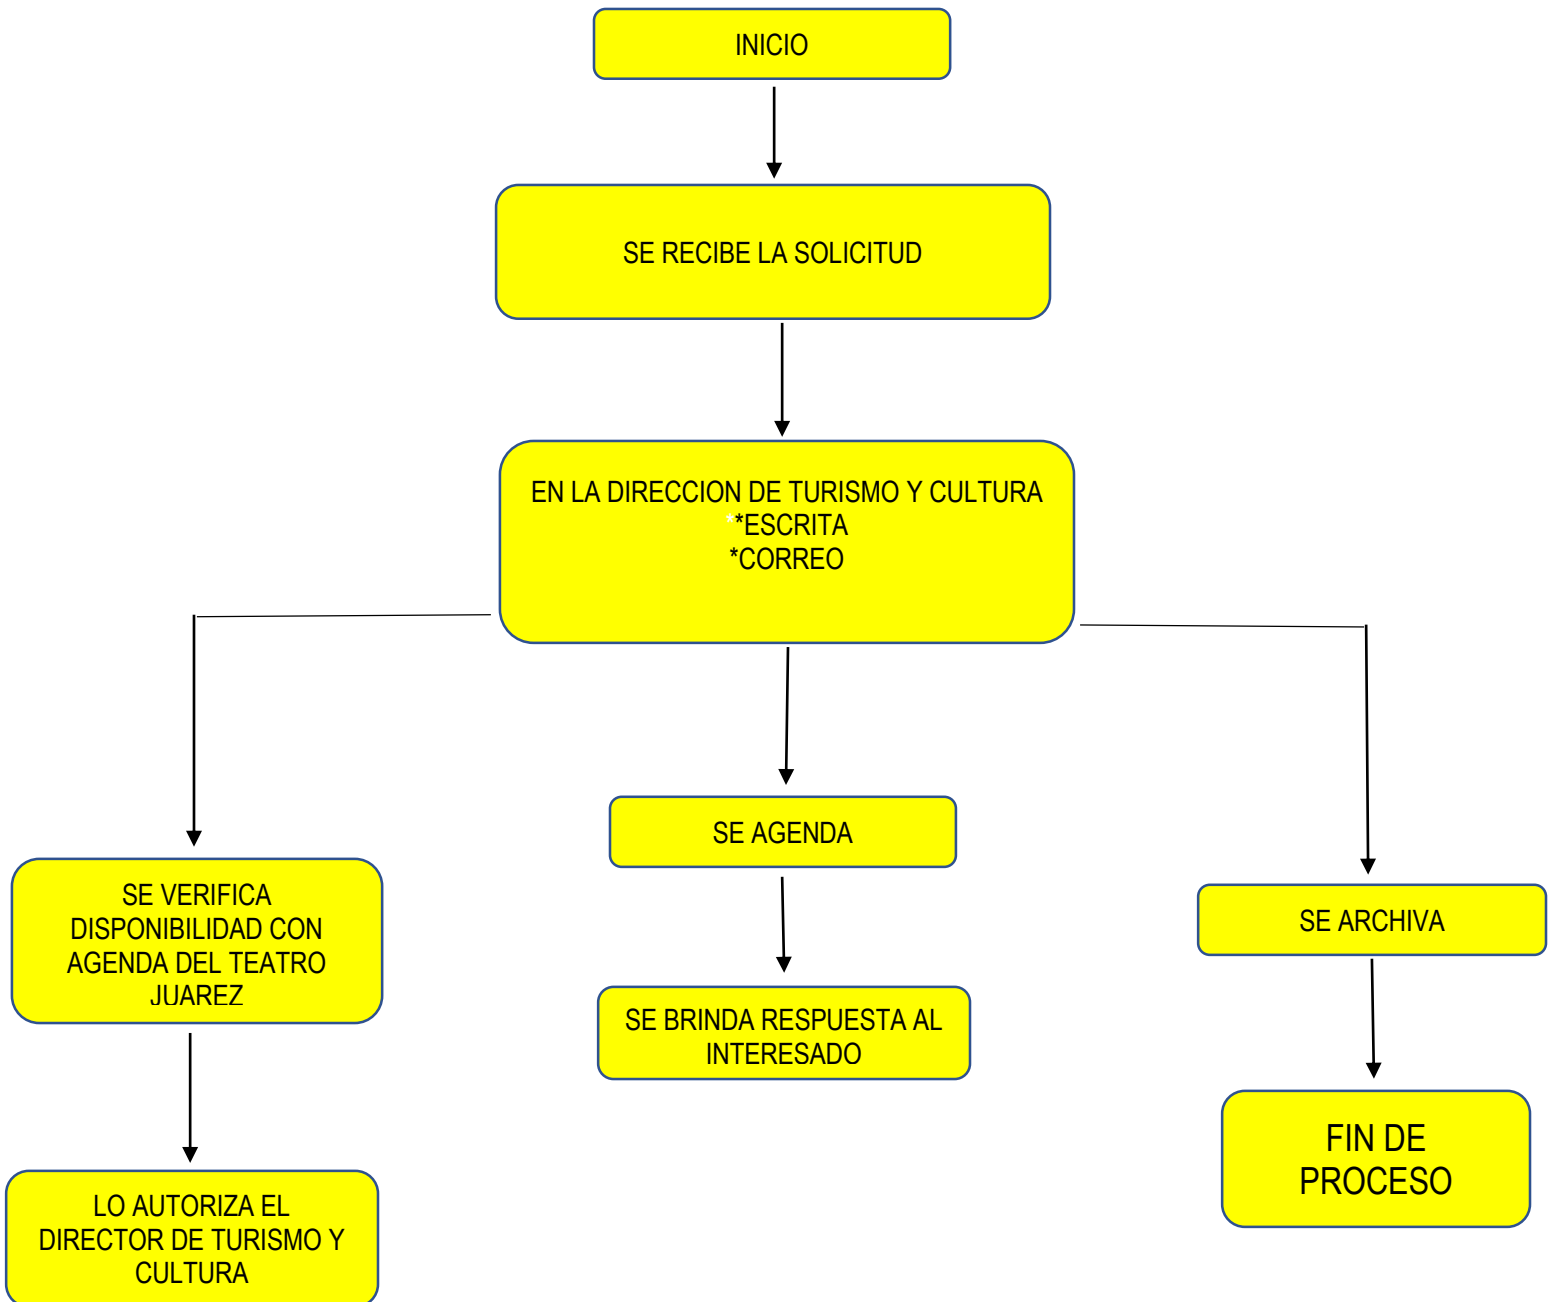 INICIO
SE RECIBE LA SOLICITUD
EN LA DIRECCION DE TURISMO Y CULTURA
**ESCRITA
*CORREO
SE VERIFICA
DISPONIBILIDAD CON
AGENDA DEL TEATRO
JUAREZ
LO AUTORIZA EL
DIRECTOR DE TURISMO Y
CULTURA
SE AGENDA
SE BRINDA RESPUESTA AL
INTERESADO
SE ARCHIVA
FIN DE
PROCESO